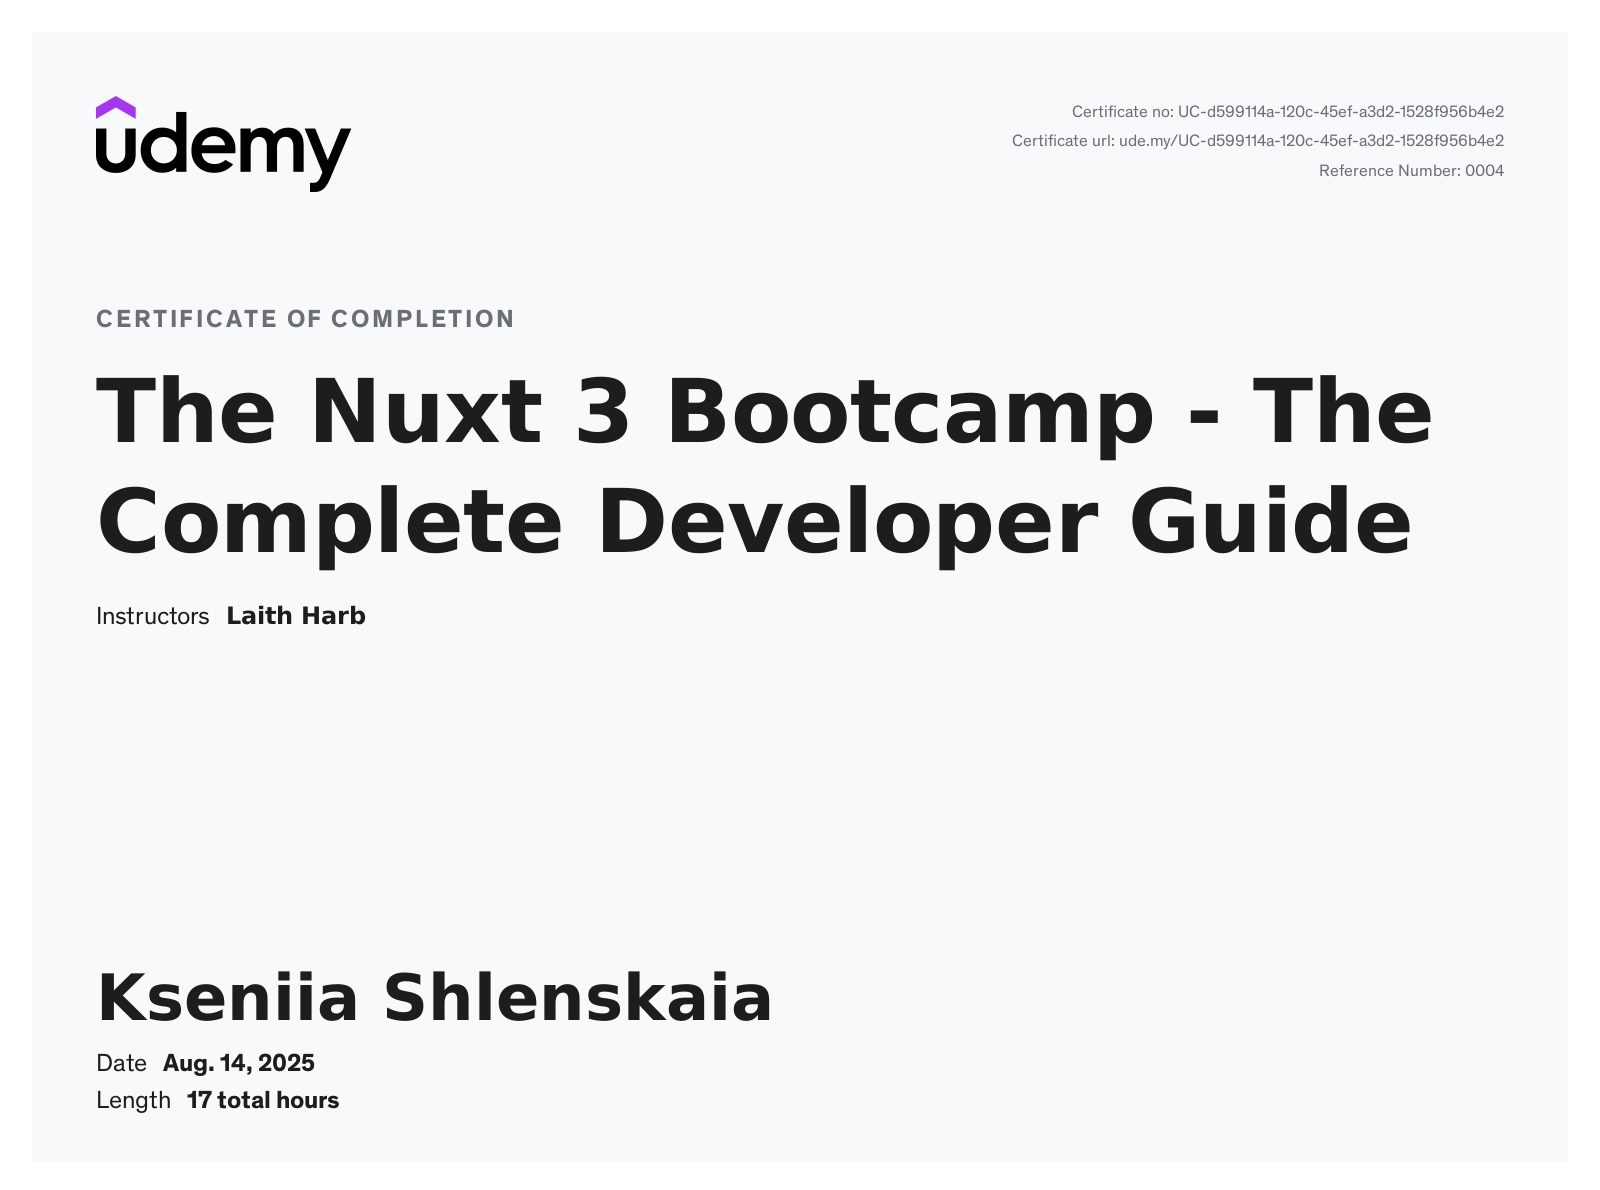 udemy
Certificate no: UC-d599114a-120c-45ef-a3d2-1528f956b4e2
Certificate url: ude.my/UC-d599114a-120c-45ef-a3d2-1528f956b4e2
Reference Number: 0004
CERTIFICATE OF COMPLETION
The Nuxt 3 Bootcamp - The
Complete Developer Guide
Instructors Laith Harb
Kseniia Shlenskaia
Date Aug. 14, 2025
Length 17 total hours